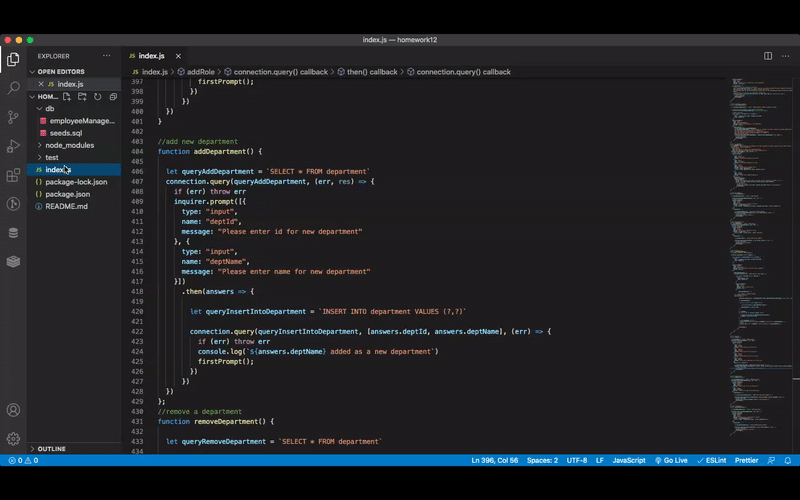 index.js — homework12
EXPLORER ...
JS index.js ×
OPEN EDITORS
× JS index.js
JS index.js > addRole > connection.query() callback > then() callback > connection.query() callback
HOM...
db
employeeManage...
seeds.sql
node_modules
test
JS index.js
{} package-lock.json
{} package.json
README.md
OUTLINE
397 firstPrompt();
398 })
399 })
400 })
401 }
402
403 //add new department
404 function addDepartment() {
405
406 let queryAddDepartment = `SELECT * FROM department`
407 connection.query(queryAddDepartment, (err, res) => {
408 if (err) throw err
409 inquirer.prompt([{
410 type: "input",
411 name: "deptId",
412 message: "Please enter id for new department"
413 }, {
414 type: "input",
415 name: "deptName",
416 message: "Please enter name for new department"
417 }])
418 .then(answers => {
419
420 let queryInsertIntoDepartment = `INSERT INTO department VALUES (?,?)`
421
422 connection.query(queryInsertIntoDepartment, [answers.deptId, answers.deptName], (err) => {
423 if (err) throw err
424 console.log(`${answers.deptName} added as a new department`)
425 firstPrompt();
426 })
427 })
428 })
429 };
430 //remove a department
431 function removeDepartment() {
432
433 let queryRemoveDepartment = `SELECT * FROM department`
434
0 0
Ln 396, Col 56 Spaces: 2 UTF-8 LF JavaScript Go Live ESLint Prettier